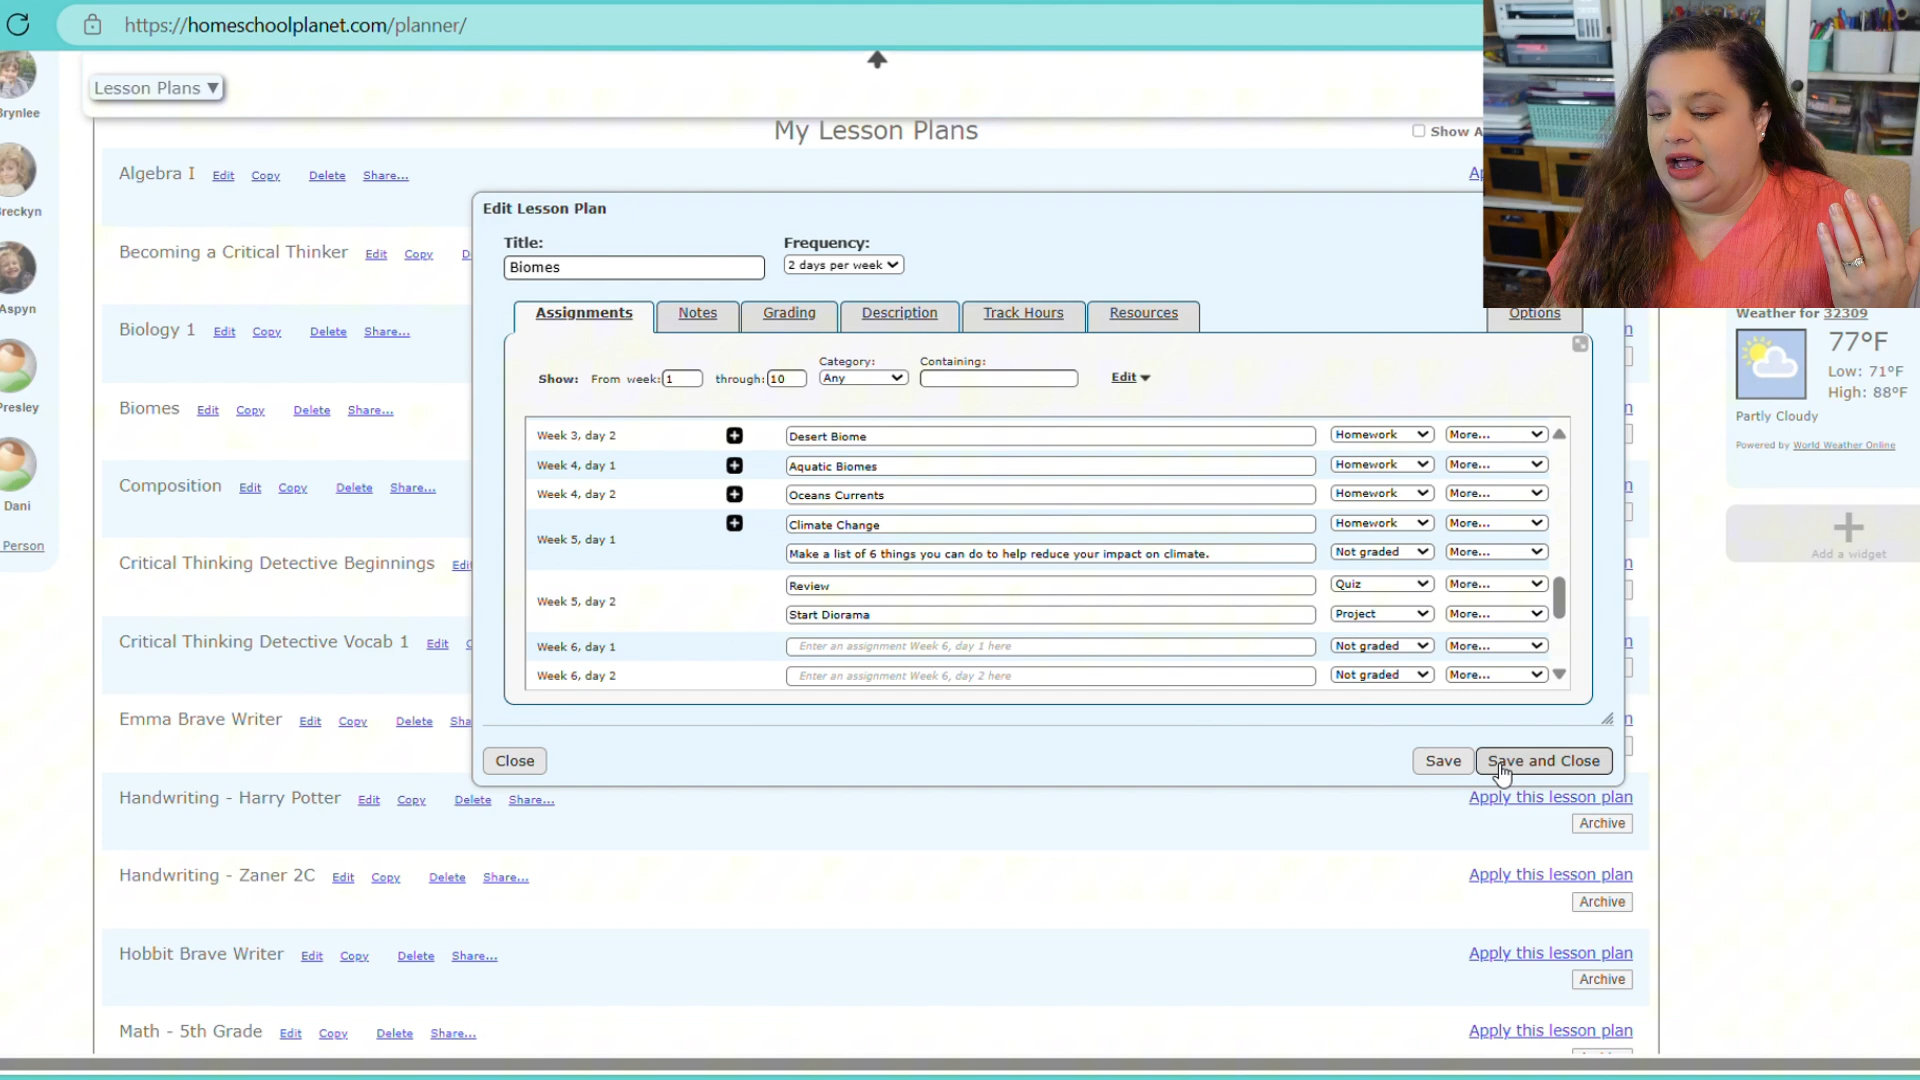 https://homeschoolplanet.com/planner/
Brynlee
Breckyn
Aspyn
Presley
Dani
Person
Lesson Plans ▼
My Lesson Plans
Show A
Algebra I Edit Copy Delete Share...
Becoming a Critical Thinker Edit Copy
Biology 1 Edit Copy Delete Share...
Biomes Edit Copy Delete Share...
Composition Edit Copy Delete Share...
Critical Thinking Detective Beginnings
Critical Thinking Detective Vocab 1 Edit
Emma Brave Writer Edit Copy Delete
Handwriting - Harry Potter Edit Copy Delete Share... Apply this lesson plan
Archive
Handwriting - Zaner 2C Edit Copy Delete Share... Apply this lesson plan
Archive
Hobbit Brave Writer Edit Copy Delete Share... Apply this lesson plan
Archive
Math - 5th Grade Edit Copy Delete Share... Apply this lesson plan
Edit Lesson Plan
Title: Frequency:
Biomes 2 days per week
Assignments Notes Grading Description Track Hours Resources Options
Category: Containing:
Show: From week: 1 through: 10 Any Edit
Week 3, day 2 Desert Biome Homework More...
Week 4, day 1 Aquatic Biomes Homework More...
Week 4, day 2 Oceans Currents Homework More...
Week 5, day 1 Climate Change Homework More...
Make a list of 6 things you can do to help reduce your impact on climate. Not graded More...
Week 5, day 2 Review Quiz More...
Start Diorama Project More...
Week 6, day 1 Enter an assignment Week 6, day 1 here Not graded More...
Week 6, day 2 Enter an assignment Week 6, day 2 here Not graded More...
Close Save Save and Close
Weather for 32309
77°F
Low: 71°F
High: 88°F
Partly Cloudy
Powered by World Weather Online
Add a widget